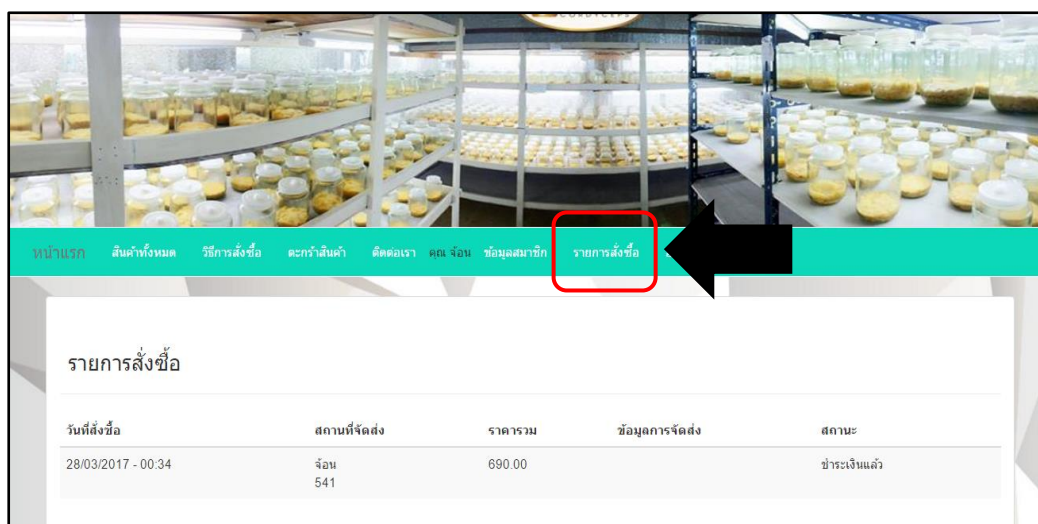 หน้าแรก สินค้าทั้งหมด วิธีการสั่งซื้อ ตะกร้าสินค้า ติดต่อเรา คุณ จ้อน ข้อมูลสมาชิก รายการสั่งซื้อ
รายการสั่งซื้อ
วันที่สั่งซื้อ สถานที่จัดส่ง ราคารวม ข้อมูลการจัดส่ง สถานะ
28/03/2017 - 00:34 จ้อน 690.00 ชำระเงินแล้ว
541